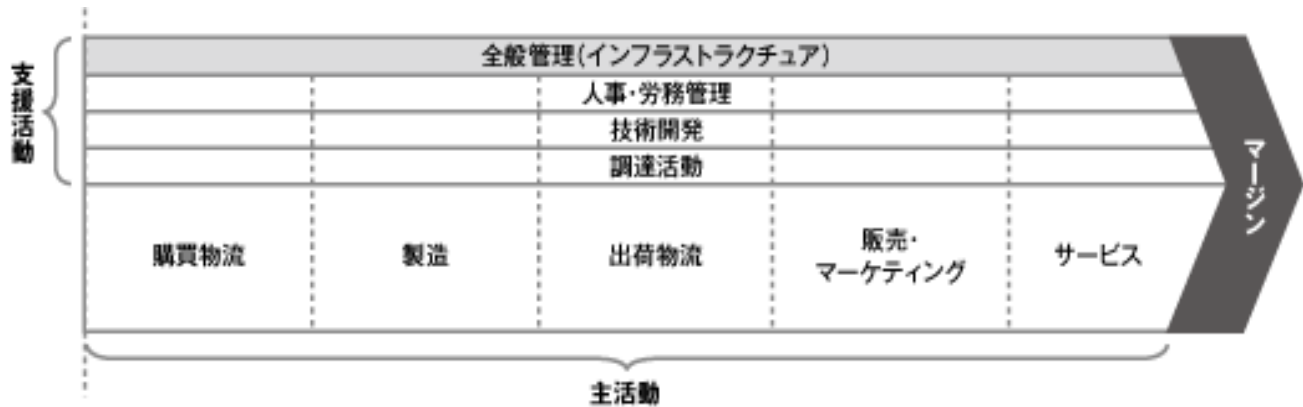 支援活動
全般管理(インフラストラクチュア)
人事・労務管理
技術開発
調達活動
購買物流
製造
出荷物流
販売・
マーケティング
サービス
マージン
主活動